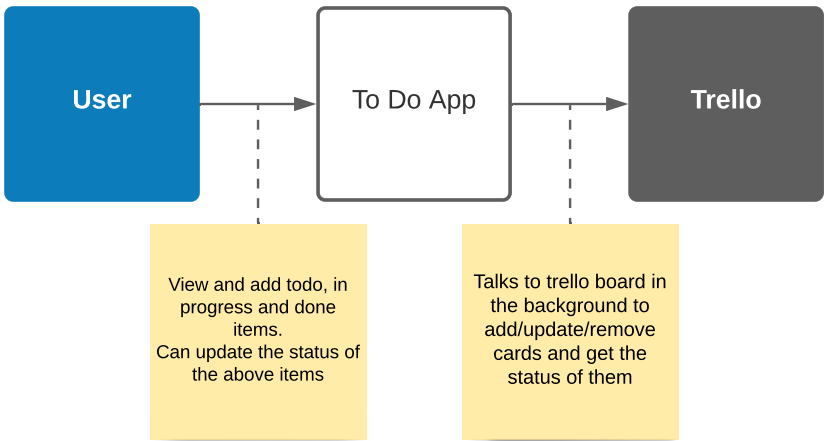 User
To Do App
Trello
View and add todo, in
progress and done
items.
Can update the status of
the above items
Talks to trello board in
the background to
add/update/remove
cards and get the
status of them